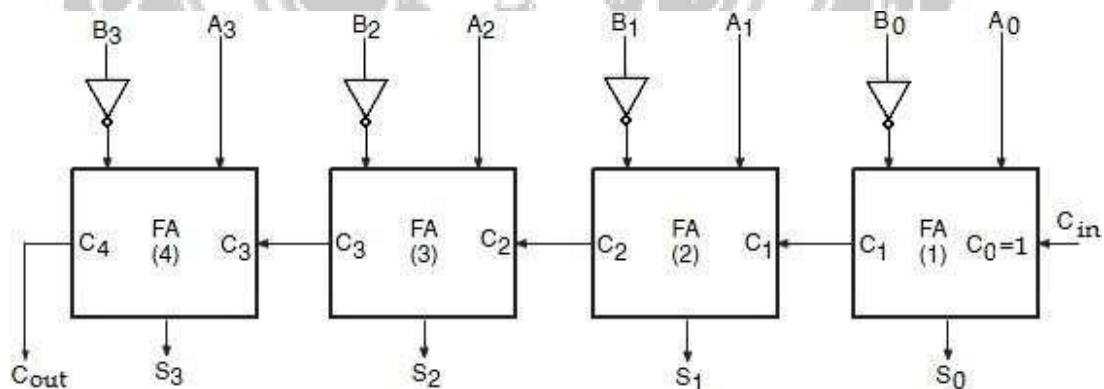 B3 A3 B2 A2 B1 A1 B0 A0
FA FA FA FA
Cin
C4 (4) C3 C3 (3) C2 C2 (2) C1 C1 (1) C0=1
Cout S3 S2 S1 S0